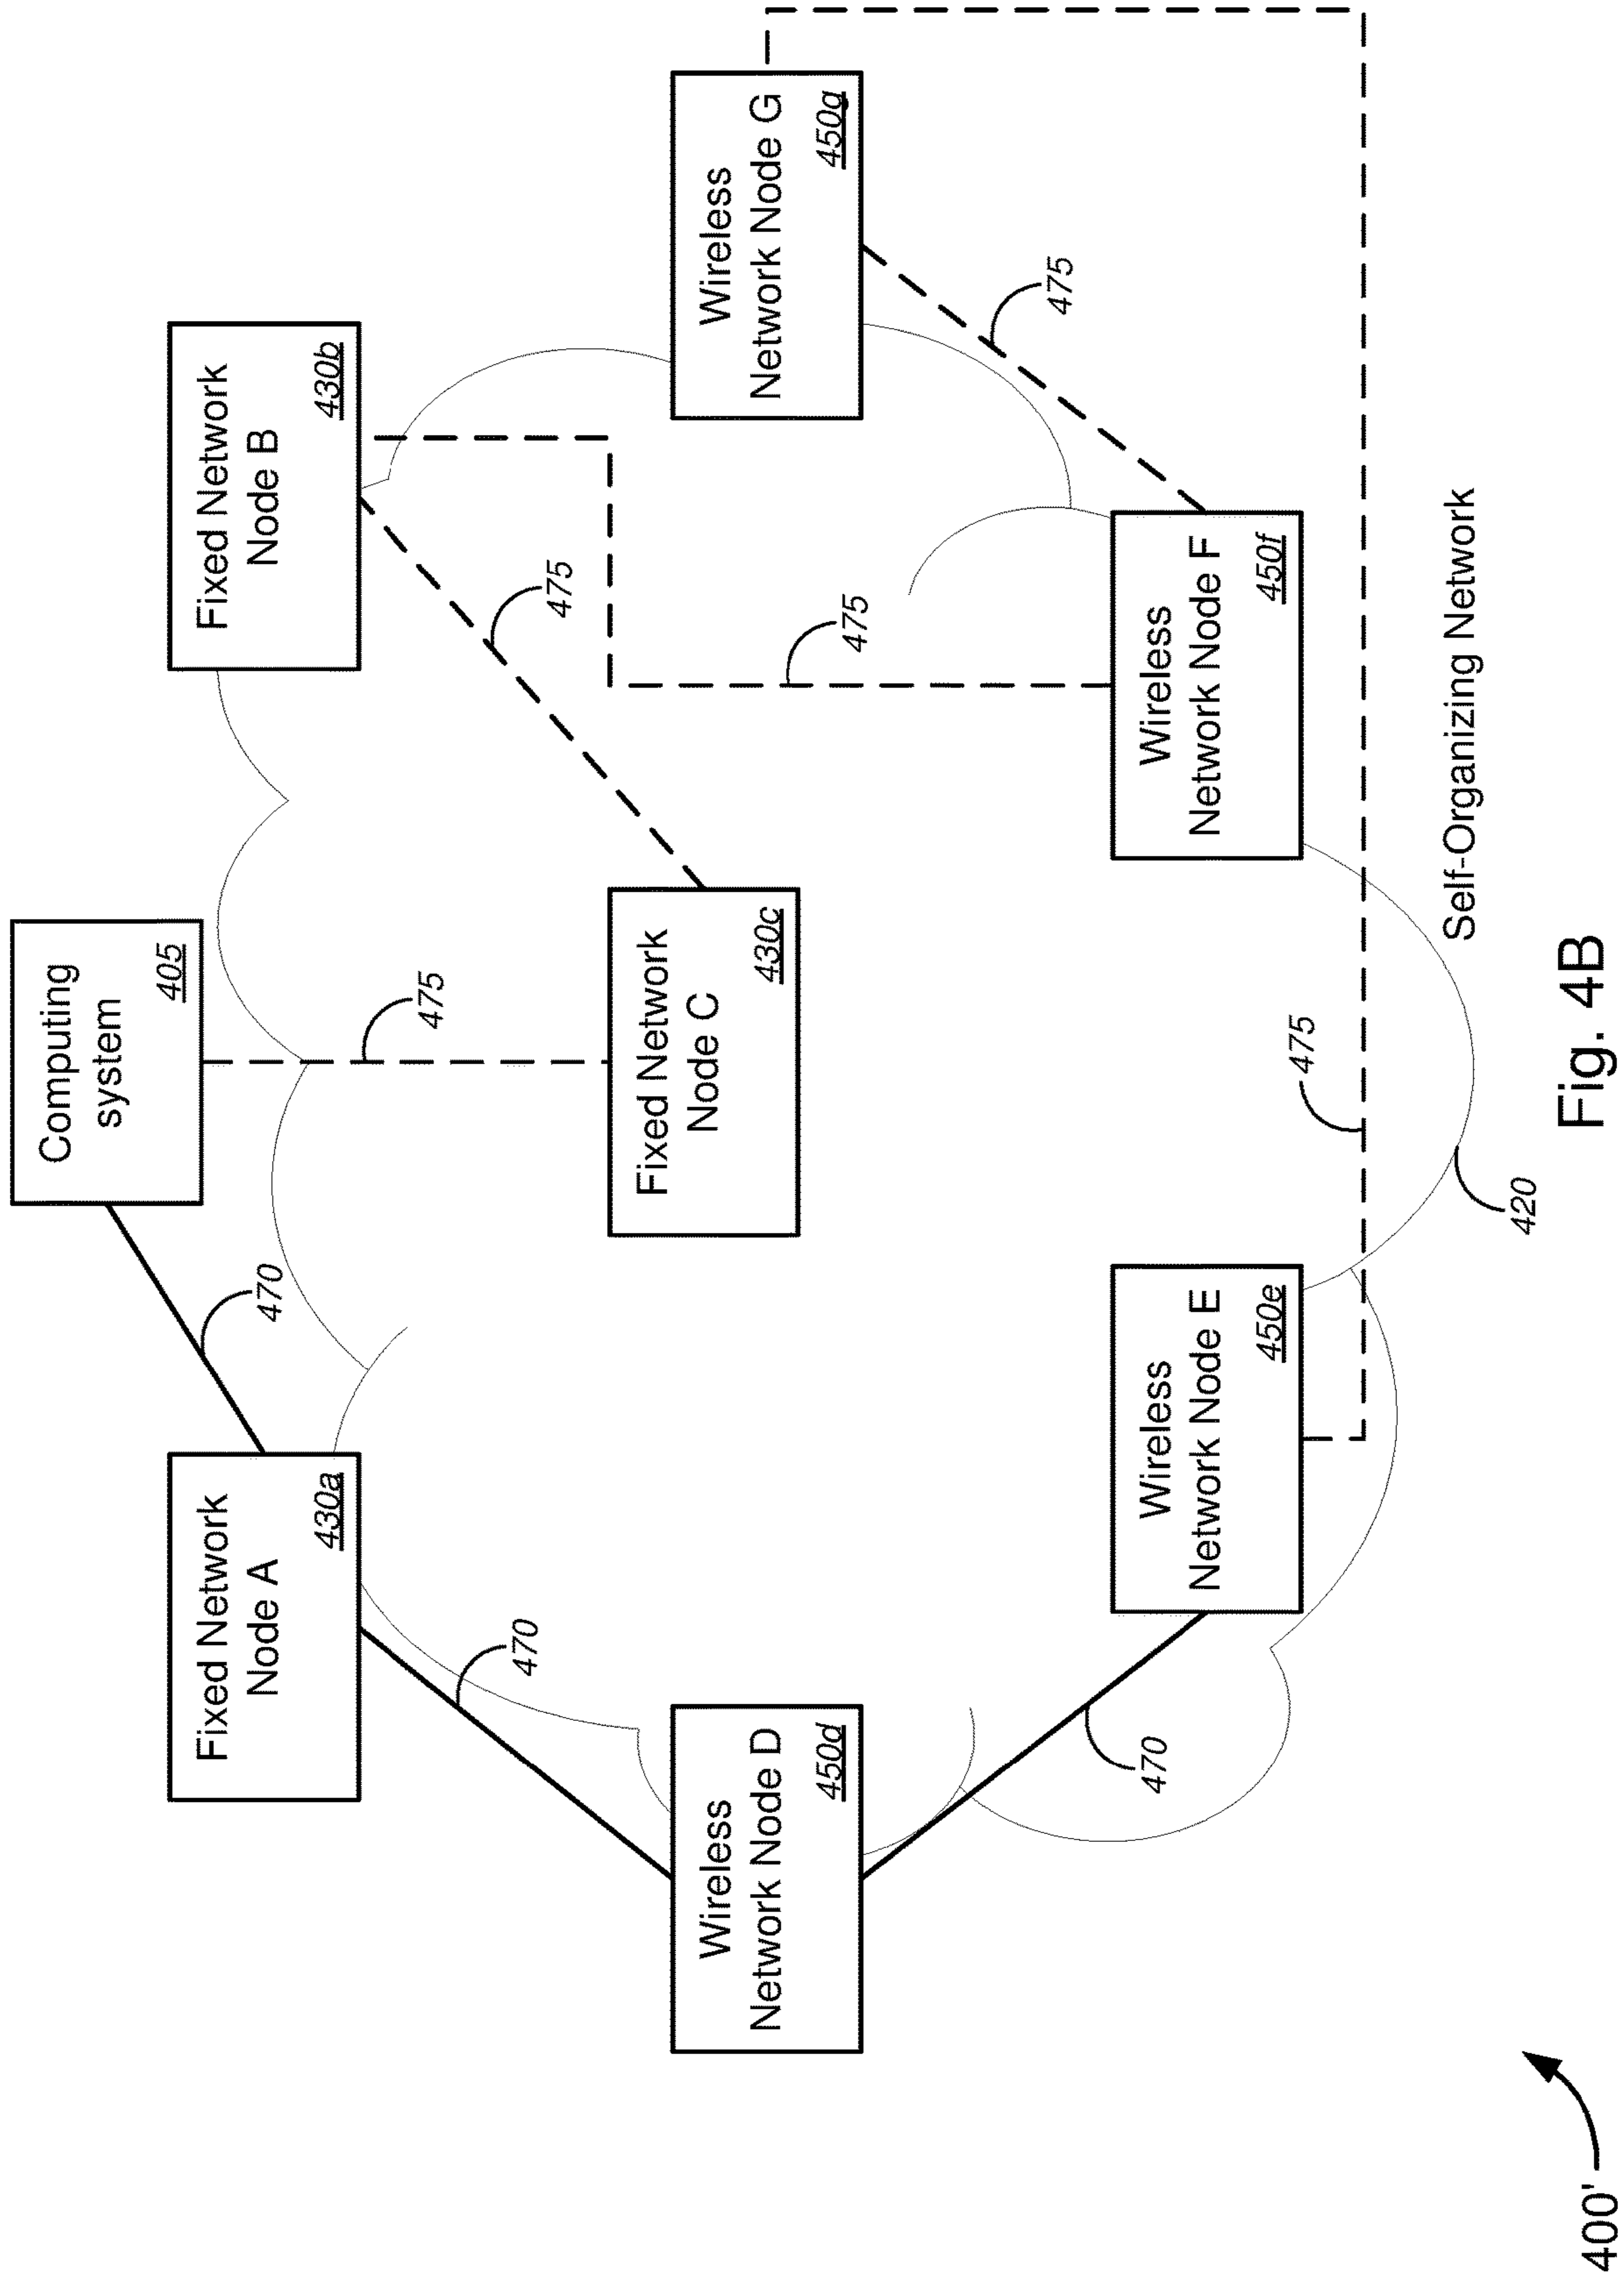 400'
Computing
system
405
470
475
Fixed Network
Node A
430a
Fixed Network
Node B
430b
470
475
Fixed Network
Node C
430c
475
Wireless
Network Node D
450d
Wireless
Network Node G
450g
470
475
Wireless
Network Node E
450e
Wireless
Network Node F
450f
475
420
Self-Organizing Network
Fig. 4B